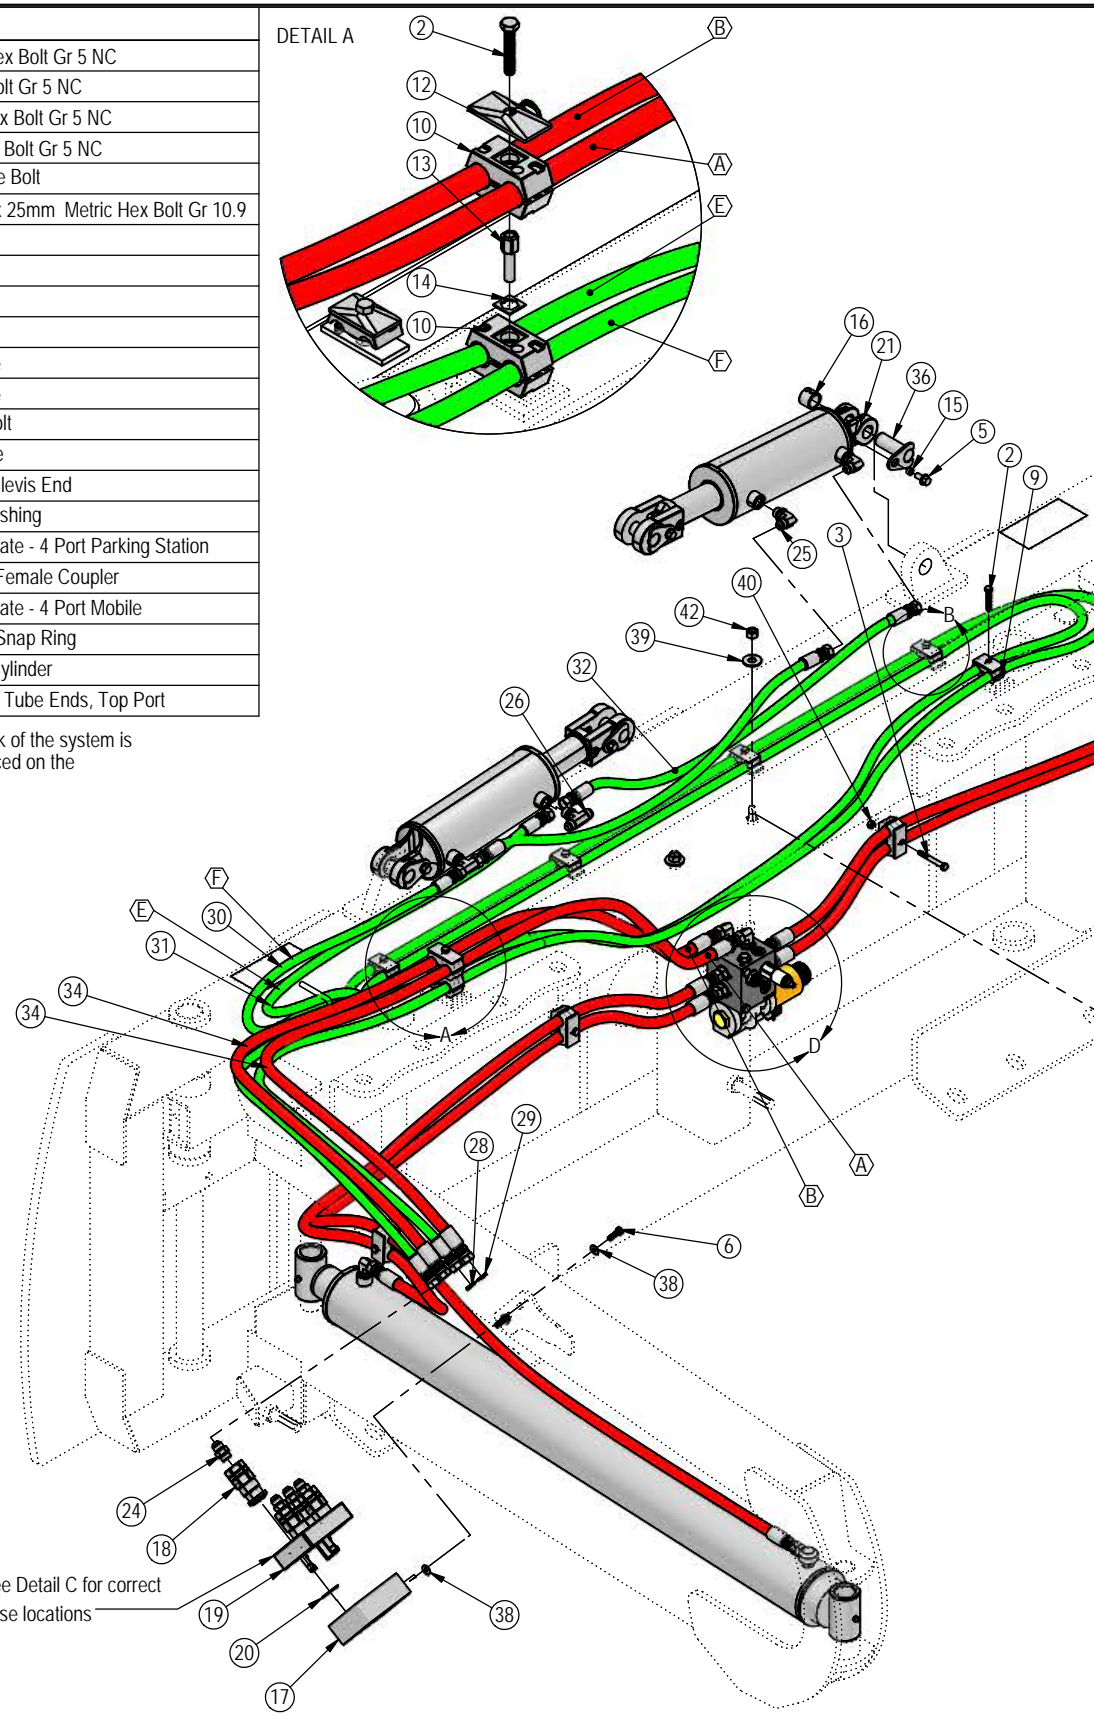 ex Bolt Gr 5 NC
olt Gr 5 NC
x Bolt Gr 5 NC
Bolt Gr 5 NC
e Bolt
x 25mm Metric Hex Bolt Gr 10.9
e
e
olt
e
levis End
shing
ate - 4 Port Parking Station
Female Coupler
ate - 4 Port Mobile
Snap Ring
ylinder
Tube Ends, Top Port
k of the system is
ced on the
DETAIL A
2
B
12
10
A
13
E
14
10
F
16
21
36
15
5
2
9
3
25
40
42
39
B
32
26
F
E
30
31
34
34
A
D
28
29
A
B
6
38
24
18
ee Detail C for correct
se locations
19
38
20
17